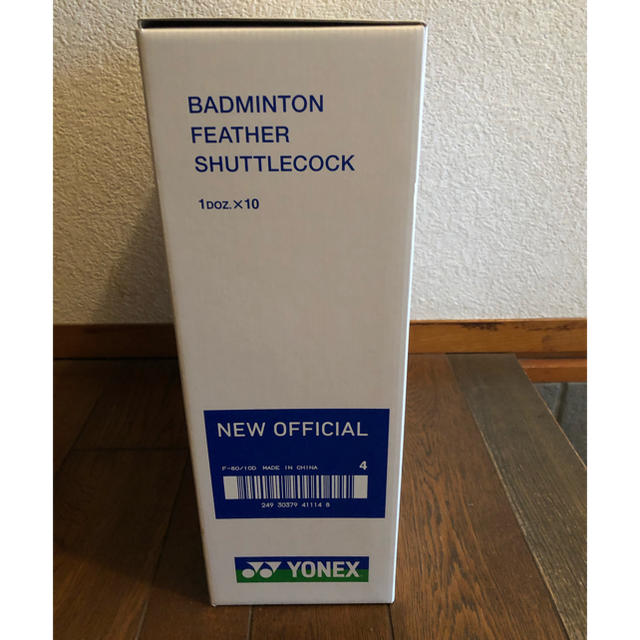 BADMINTON
FEATHER
SHUTTLECOCK
1DOZ.×10
NEW OFFICIAL
F-80/10D MADE IN CHINA 4
249 30379 41114 8
YONEX